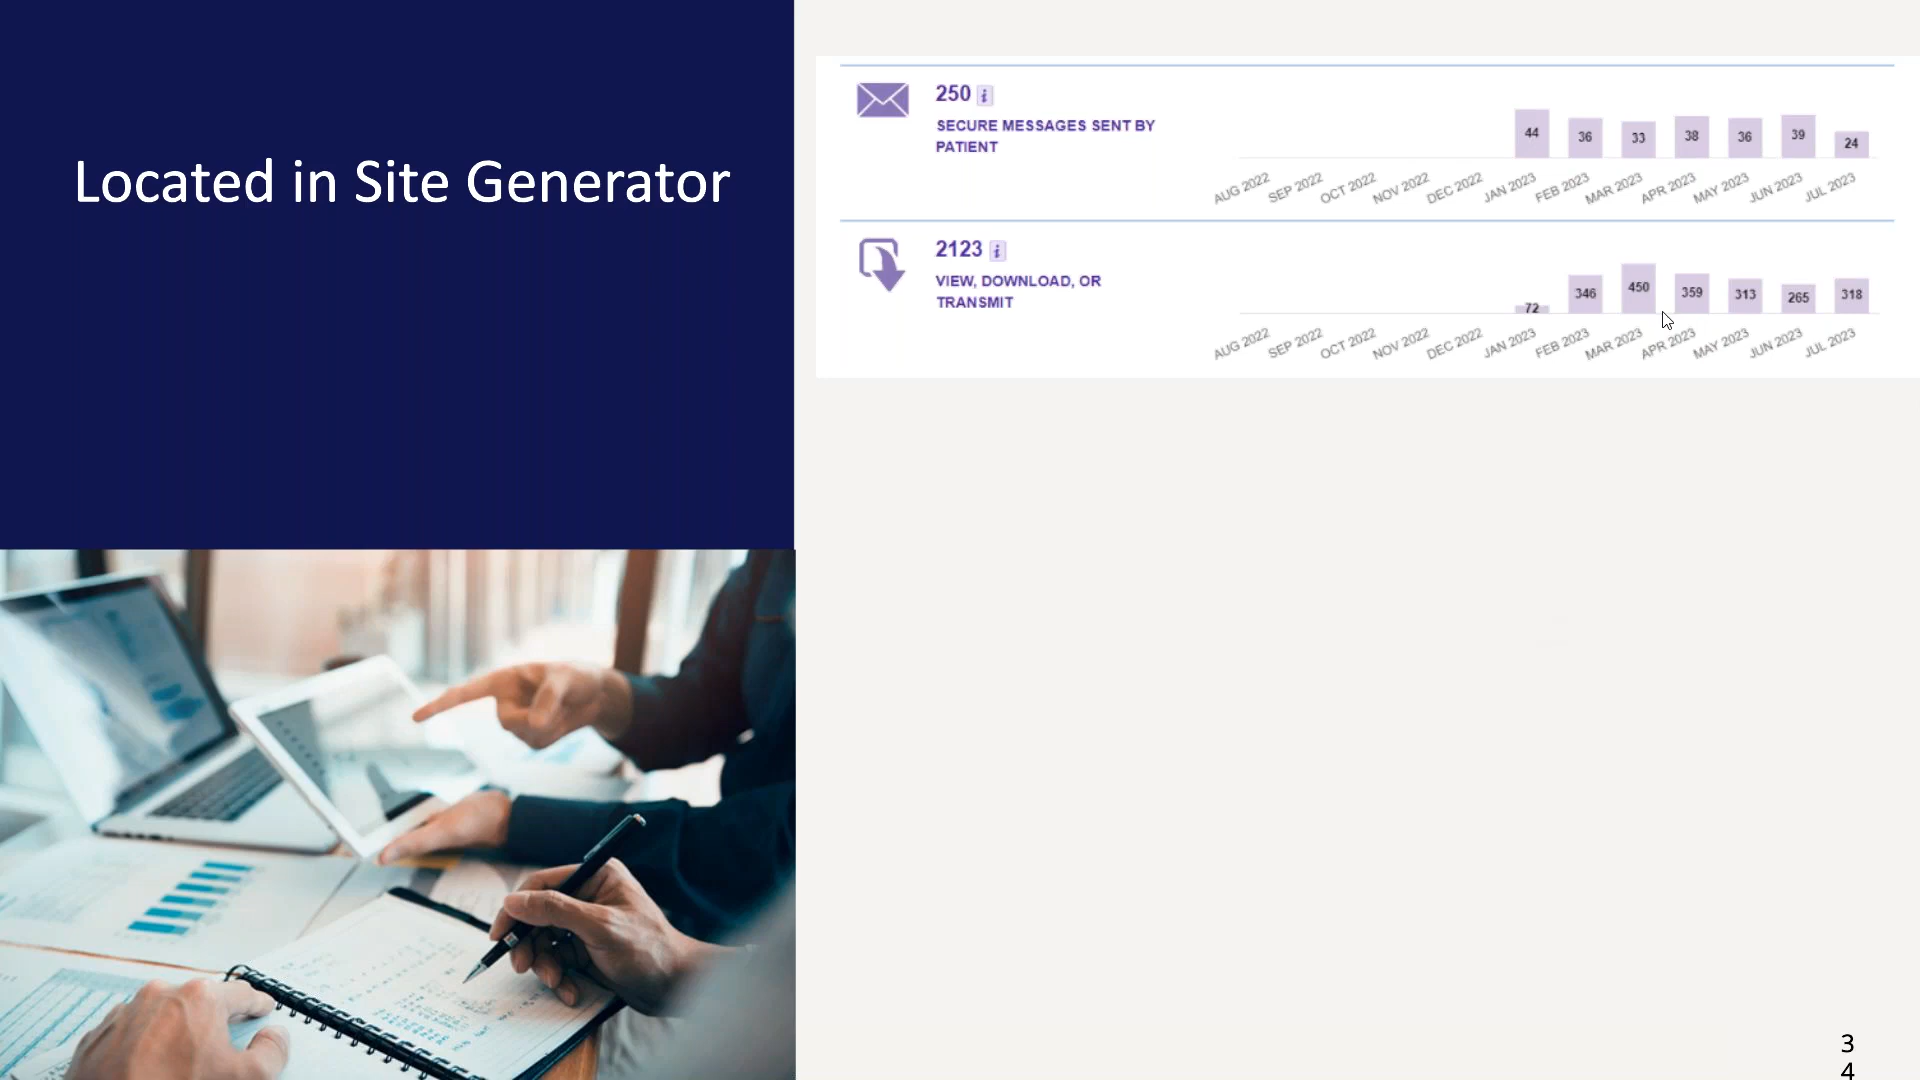 Located in Site Generator
250 i
SECURE MESSAGES SENT BY
PATIENT
44 36 33 38 36 39 24
AUG 2022 SEP 2022 OCT 2022 NOV 2022 DEC 2022 JAN 2023 FEB 2023 MAR 2023 APR 2023 MAY 2023 JUN 2023 JUL 2023
2123 i
VIEW, DOWNLOAD, OR
TRANSMIT
72 346 450 359 313 265 318
AUG 2022 SEP 2022 OCT 2022 NOV 2022 DEC 2022 JAN 2023 FEB 2023 MAR 2023 APR 2023 MAY 2023 JUN 2023 JUL 2023
3
4